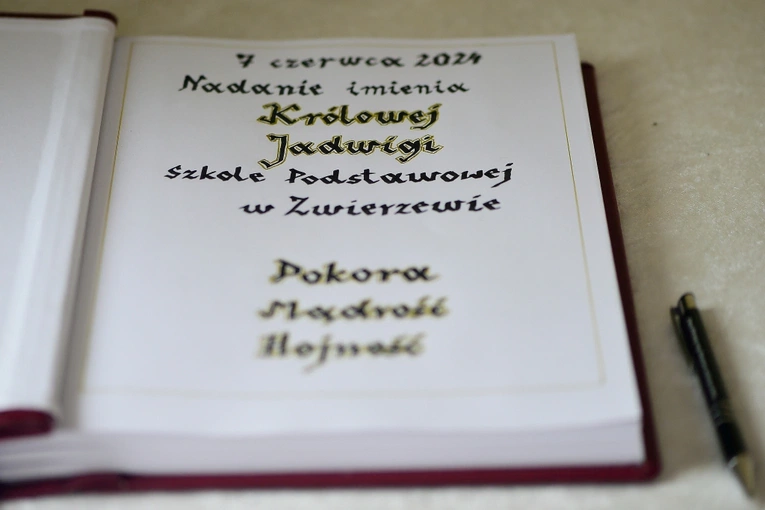 7 czerwca 2024
Nadanie imienia
Królowej
Jadwigi
Szkole Podstawowej
w Zwierzewie
Pokora
Mądrość
Hojność